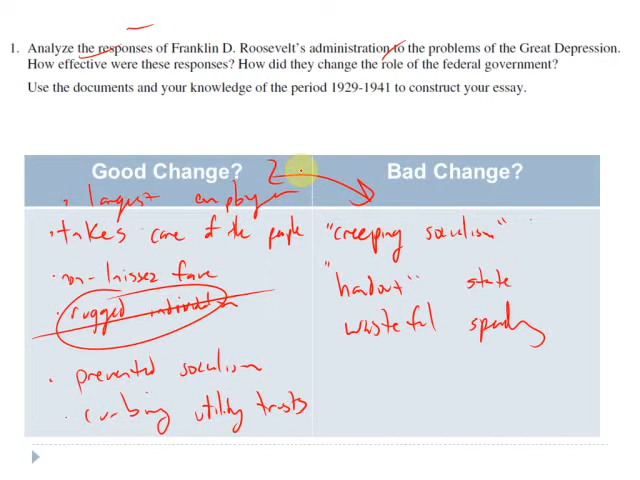 1. Analyze the responses of Franklin D. Roosevelt's administration to the problems of the Great Depression.
How effective were these responses? How did they change the role of the federal government?
Use the documents and your knowledge of the period 1929-1941 to construct your essay.
Good Change? 2 Bad Change?
· largest employer
· takes care of the people "creeping socialism"
· non-laissez faire "handout" state
· rugged individualism wasteful spending
· prevented socialism
· curbing utility trusts